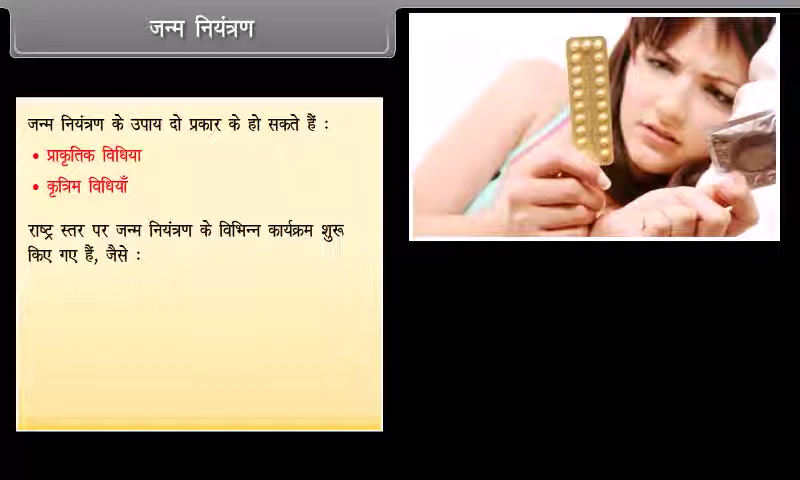 जन्म नियंत्रण
जन्म नियंत्रण के उपाय दो प्रकार के हो सकते हैं :
• प्राकृतिक विधिया
• कृत्रिम विधियाँ
राष्ट्र स्तर पर जन्म नियंत्रण के विभिन्न कार्यक्रम शुरू
किए गए हैं, जैसे :